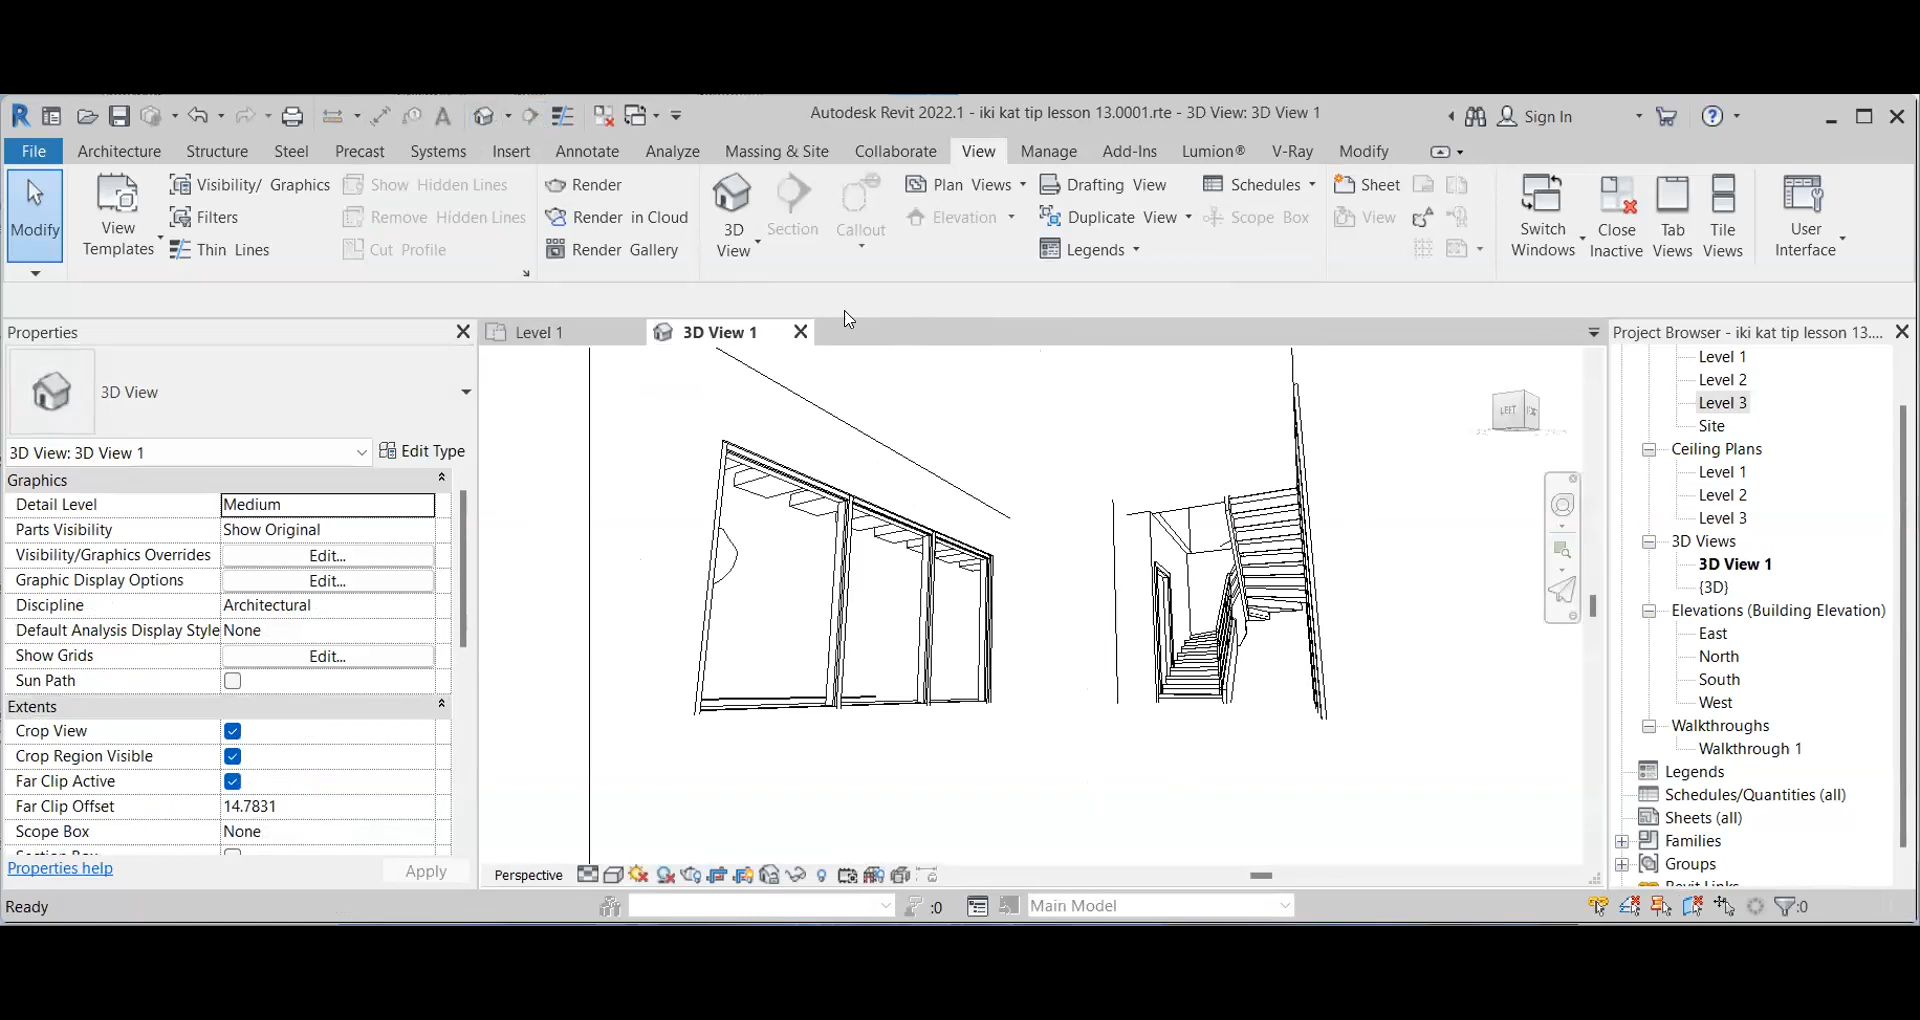 Autodesk Revit 2022.1 - iki kat tip lesson 13.0001.rte - 3D View: 3D View 1
Sign In
File Architecture Structure Steel Precast Systems Insert Annotate Analyze Massing & Site Collaborate View Manage Add-Ins Lumion® V-Ray Modify
Modify
View Templates
Visibility/ Graphics
Filters
Thin Lines
Show Hidden Lines
Remove Hidden Lines
Cut Profile
Render
Render in Cloud
Render Gallery
3D View
Section
Callout
Plan Views
Elevation
Drafting View
Duplicate View
Legends
Schedules
Scope Box
Sheet
View
Switch Windows
Close Inactive
Tab Views
Tile Views
User Interface
Properties
3D View
3D View: 3D View 1
Edit Type
Graphics
Detail Level Medium
Parts Visibility Show Original
Visibility/Graphics Overrides Edit...
Graphic Display Options Edit...
Discipline Architectural
Default Analysis Display Style None
Show Grids Edit...
Sun Path
Extents
Crop View
Crop Region Visible
Far Clip Active
Far Clip Offset 14.7831
Scope Box None
Properties help
Apply
Level 1
3D View 1
LEFT
Perspective
Project Browser - iki kat tip lesson 13....
Level 1
Level 2
Level 3
Site
Ceiling Plans
Level 1
Level 2
Level 3
3D Views
3D View 1
{3D}
Elevations (Building Elevation)
East
North
South
West
Walkthroughs
Walkthrough 1
Legends
Schedules/Quantities (all)
Sheets (all)
Families
Groups
Revit Links
Ready
:0
Main Model
:0